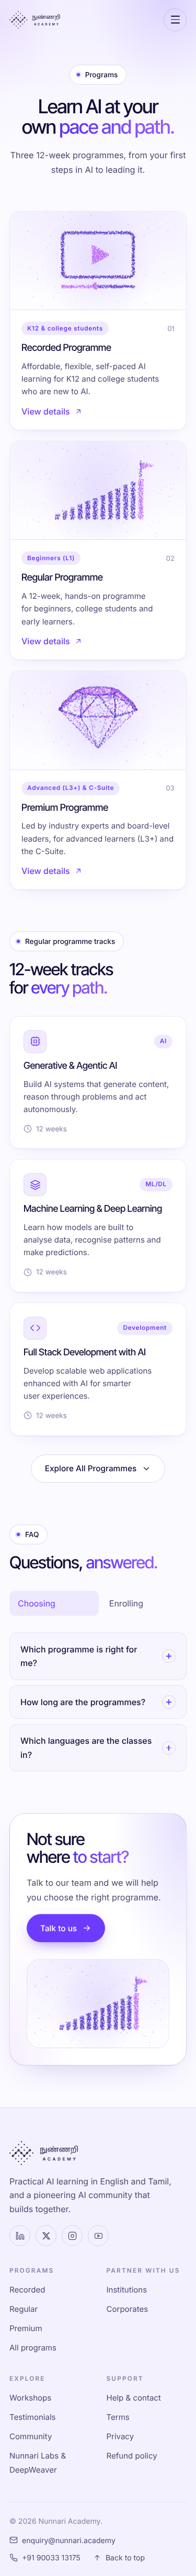 நுண்ணறி
ACADEMY
Programs
Learn AI at your
own pace and path.
Three 12-week programmes, from your first
steps in AI to leading it.
K12 & college students
01
Recorded Programme
Affordable, flexible, self-paced AI
learning for K12 and college students
who are new to AI.
View details
Beginners (L1)
02
Regular Programme
A 12-week, hands-on programme
for beginners, college students and
early learners.
View details
Advanced (L3+) & C-Suite
03
Premium Programme
Led by industry experts and board-level
leaders, for advanced learners (L3+) and
the C-Suite.
View details
Regular programme tracks
12-week tracks
for every path.
AI
Generative & Agentic AI
Build AI systems that generate content,
reason through problems and act
autonomously.
12 weeks
ML/DL
Machine Learning & Deep Learning
Learn how models are built to
analyse data, recognise patterns and
make predictions.
12 weeks
Development
Full Stack Development with AI
Develop scalable web applications
enhanced with AI for smarter
user experiences.
12 weeks
Explore All Programmes
FAQ
Questions, answered.
Choosing
Enrolling
Which programme is right for
me?
How long are the programmes?
Which languages are the classes
in?
Not sure
where to start?
Talk to our team and we will help
you choose the right programme.
Talk to us
நுண்ணறி
ACADEMY
Practical AI learning in English and Tamil,
and a pioneering AI community that
builds together.
PROGRAMS
Recorded
Regular
Premium
All programs
PARTNER WITH US
Institutions
Corporates
EXPLORE
Workshops
Testimonials
Community
Nunnari Labs &
DeepWeaver
SUPPORT
Help & contact
Terms
Privacy
Refund policy
© 2026 Nunnari Academy.
enquiry@nunnari.academy
+91 90033 13175
Back to top